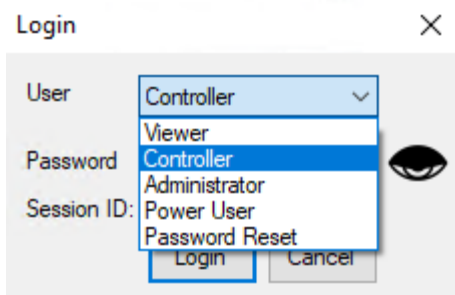 Login
User Controller
Viewer
Password Controller
Administrator
Session ID: Power User
Password Reset
Login Cancel